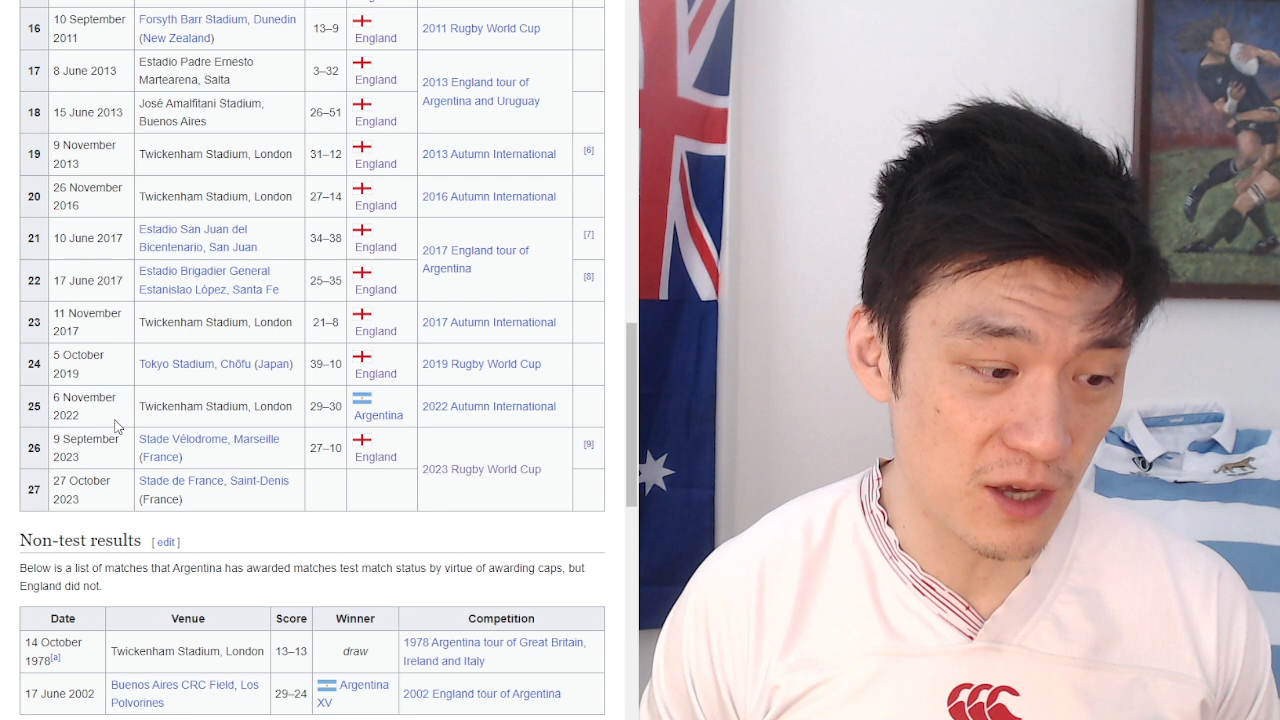 16
10 September
2011
Forsyth Barr Stadium, Dunedin
(New Zealand)
13–9
England
2011 Rugby World Cup
17
8 June 2013
Estadio Padre Ernesto
Martearena, Salta
3–32
England
2013 England tour of
Argentina and Uruguay
18
15 June 2013
José Amalfitani Stadium,
Buenos Aires
26–51
England
19
9 November
2013
Twickenham Stadium, London
31–12
England
2013 Autumn International
[6]
20
26 November
2016
Twickenham Stadium, London
27–14
England
2016 Autumn International
21
10 June 2017
Estadio San Juan del
Bicentenario, San Juan
34–38
England
2017 England tour of
Argentina
[7]
22
17 June 2017
Estadio Brigadier General
Estanislao López, Santa Fe
25–35
England
[8]
23
11 November
2017
Twickenham Stadium, London
21–8
England
2017 Autumn International
24
5 October
2019
Tokyo Stadium, Chōfu (Japan)
39–10
England
2019 Rugby World Cup
25
6 November
2022
Twickenham Stadium, London
29–30
Argentina
2022 Autumn International
26
9 September
2023
Stade Vélodrome, Marseille
(France)
27–10
England
2023 Rugby World Cup
[9]
27
27 October
2023
Stade de France, Saint-Denis
(France)
Non-test results [ edit ]
Below is a list of matches that Argentina has awarded matches test match status by virtue of awarding caps, but
England did not.
Date Venue Score Winner Competition
14 October
1978[a]
Twickenham Stadium, London
13–13
draw
1978 Argentina tour of Great Britain,
Ireland and Italy
17 June 2002
Buenos Aires CRC Field, Los
Polvorines
29–24
Argentina
XV
2002 England tour of Argentina